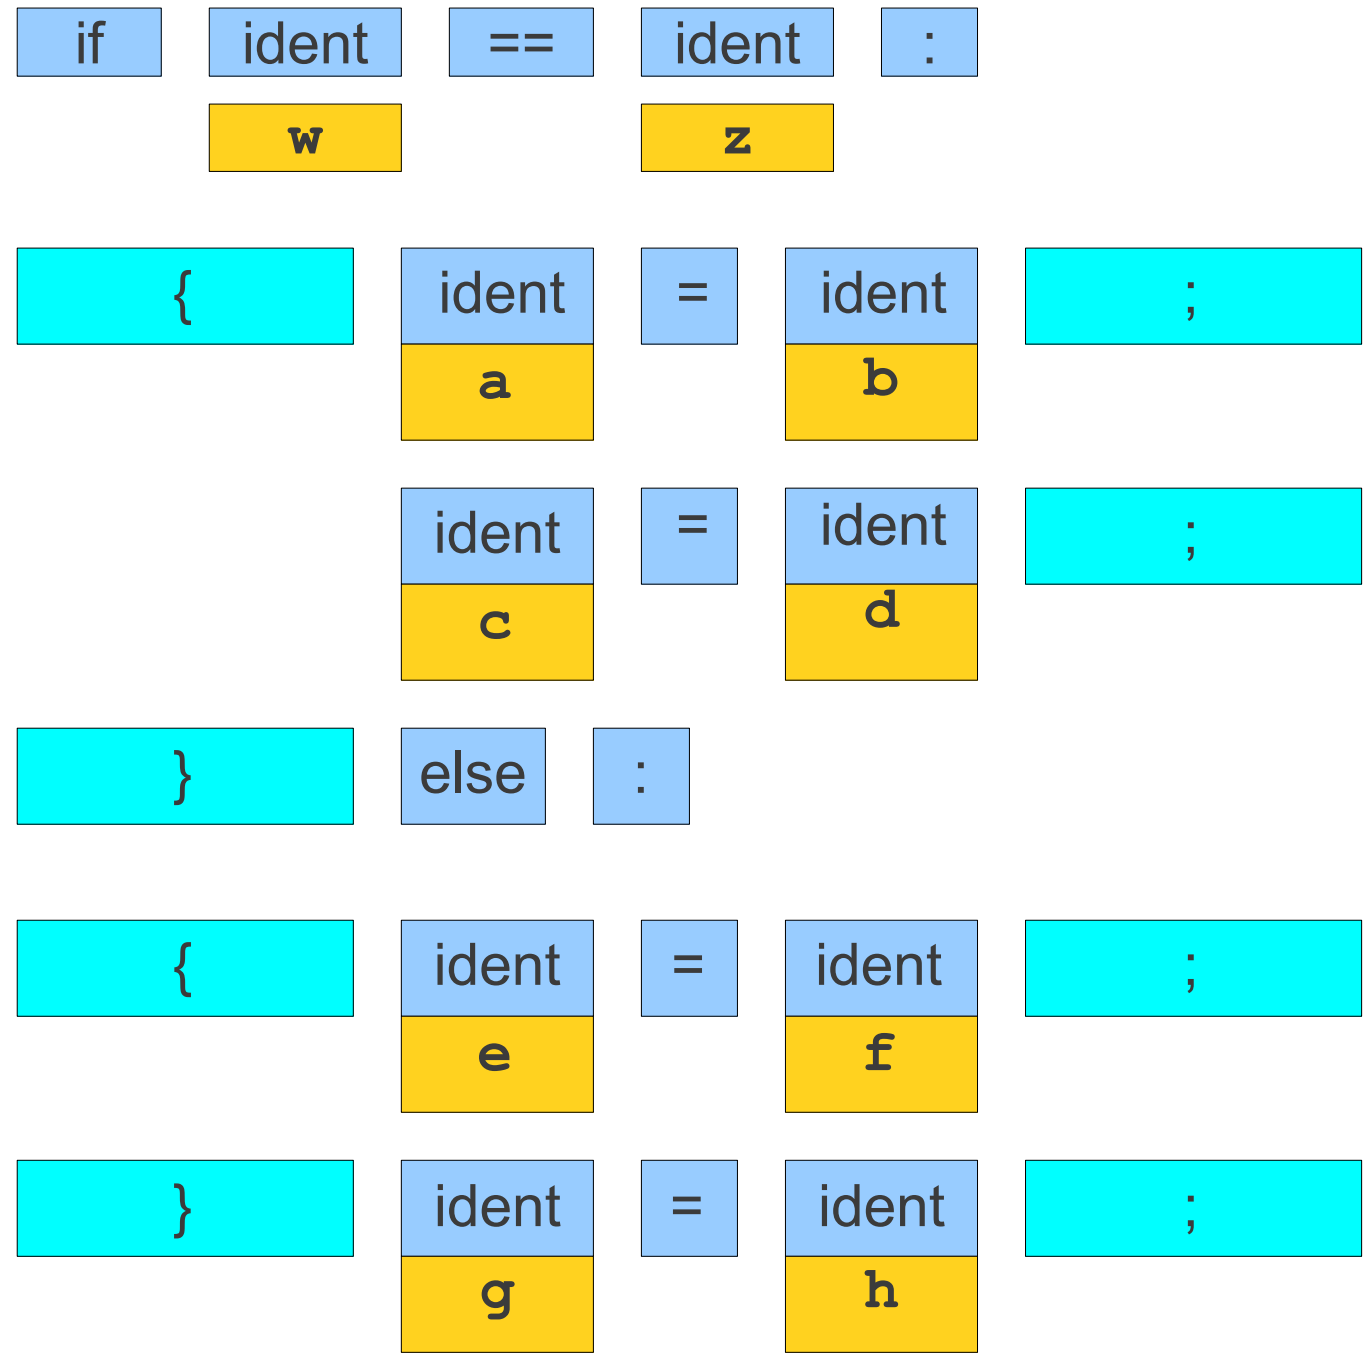 if ident == ident :
w z
{ ident = ident ;
a b
ident = ident ;
c d
} else :
{ ident = ident ;
e f
} ident = ident ;
g h